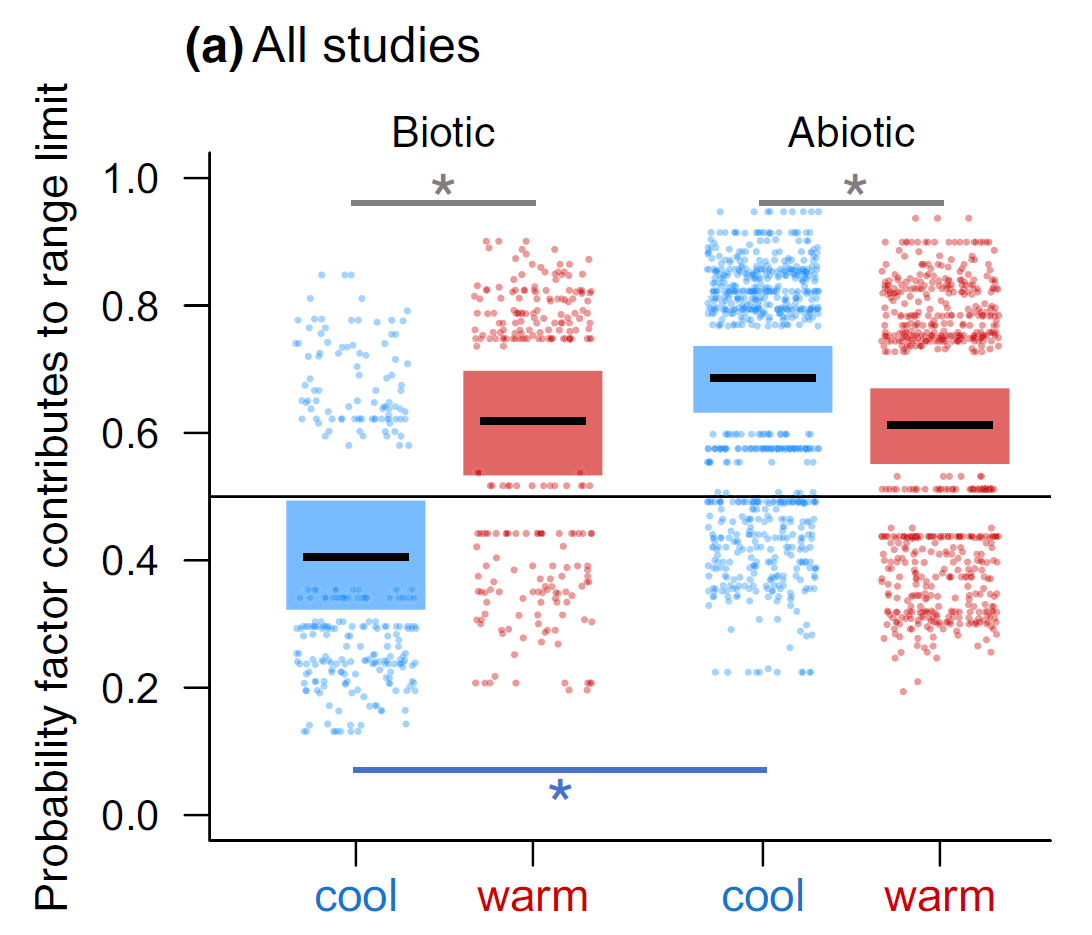 (a) All studies
Biotic
Abiotic
*
*
Probability factor contributes to range limit
1.0
0.8
0.6
0.4
0.2
0.0
*
cool
warm
cool
warm